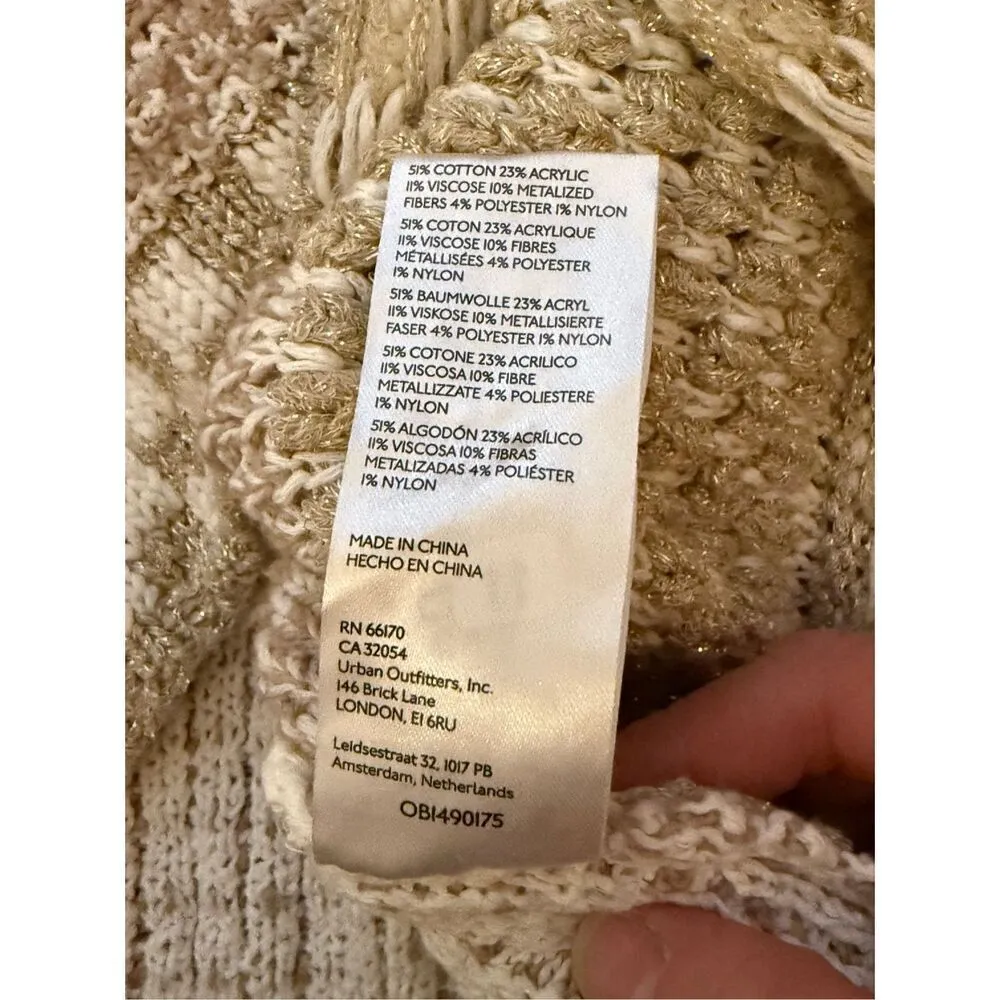 51% COTTON 23% ACRYLIC
11% VISCOSE 10% METALIZED
FIBERS 4% POLYESTER 1% NYLON
51% COTON 23% ACRYLIQUE
11% VISCOSE 10% FIBRES
MÉTALLISÉES 4% POLYESTER
1% NYLON
51% BAUMWOLLE 23% ACRYL
11% VISKOSE 10% METALLISIERTE
FASER 4% POLYESTER 1% NYLON
51% COTONE 23% ACRILICO
11% VISCOSA 10% FIBRE
METALLIZZATE 4% POLIESTERE
1% NYLON
51% ALGODÓN 23% ACRÍLICO
11% VISCOSA 10% FIBRAS
METALIZADAS 4% POLIÉSTER
1% NYLON
MADE IN CHINA
HECHO EN CHINA
RN 66170
CA 32054
Urban Outfitters, Inc.
146 Brick Lane
LONDON, E1 6RU
Leidsestraat 32, 1017 PB
Amsterdam, Netherlands
OB1490175